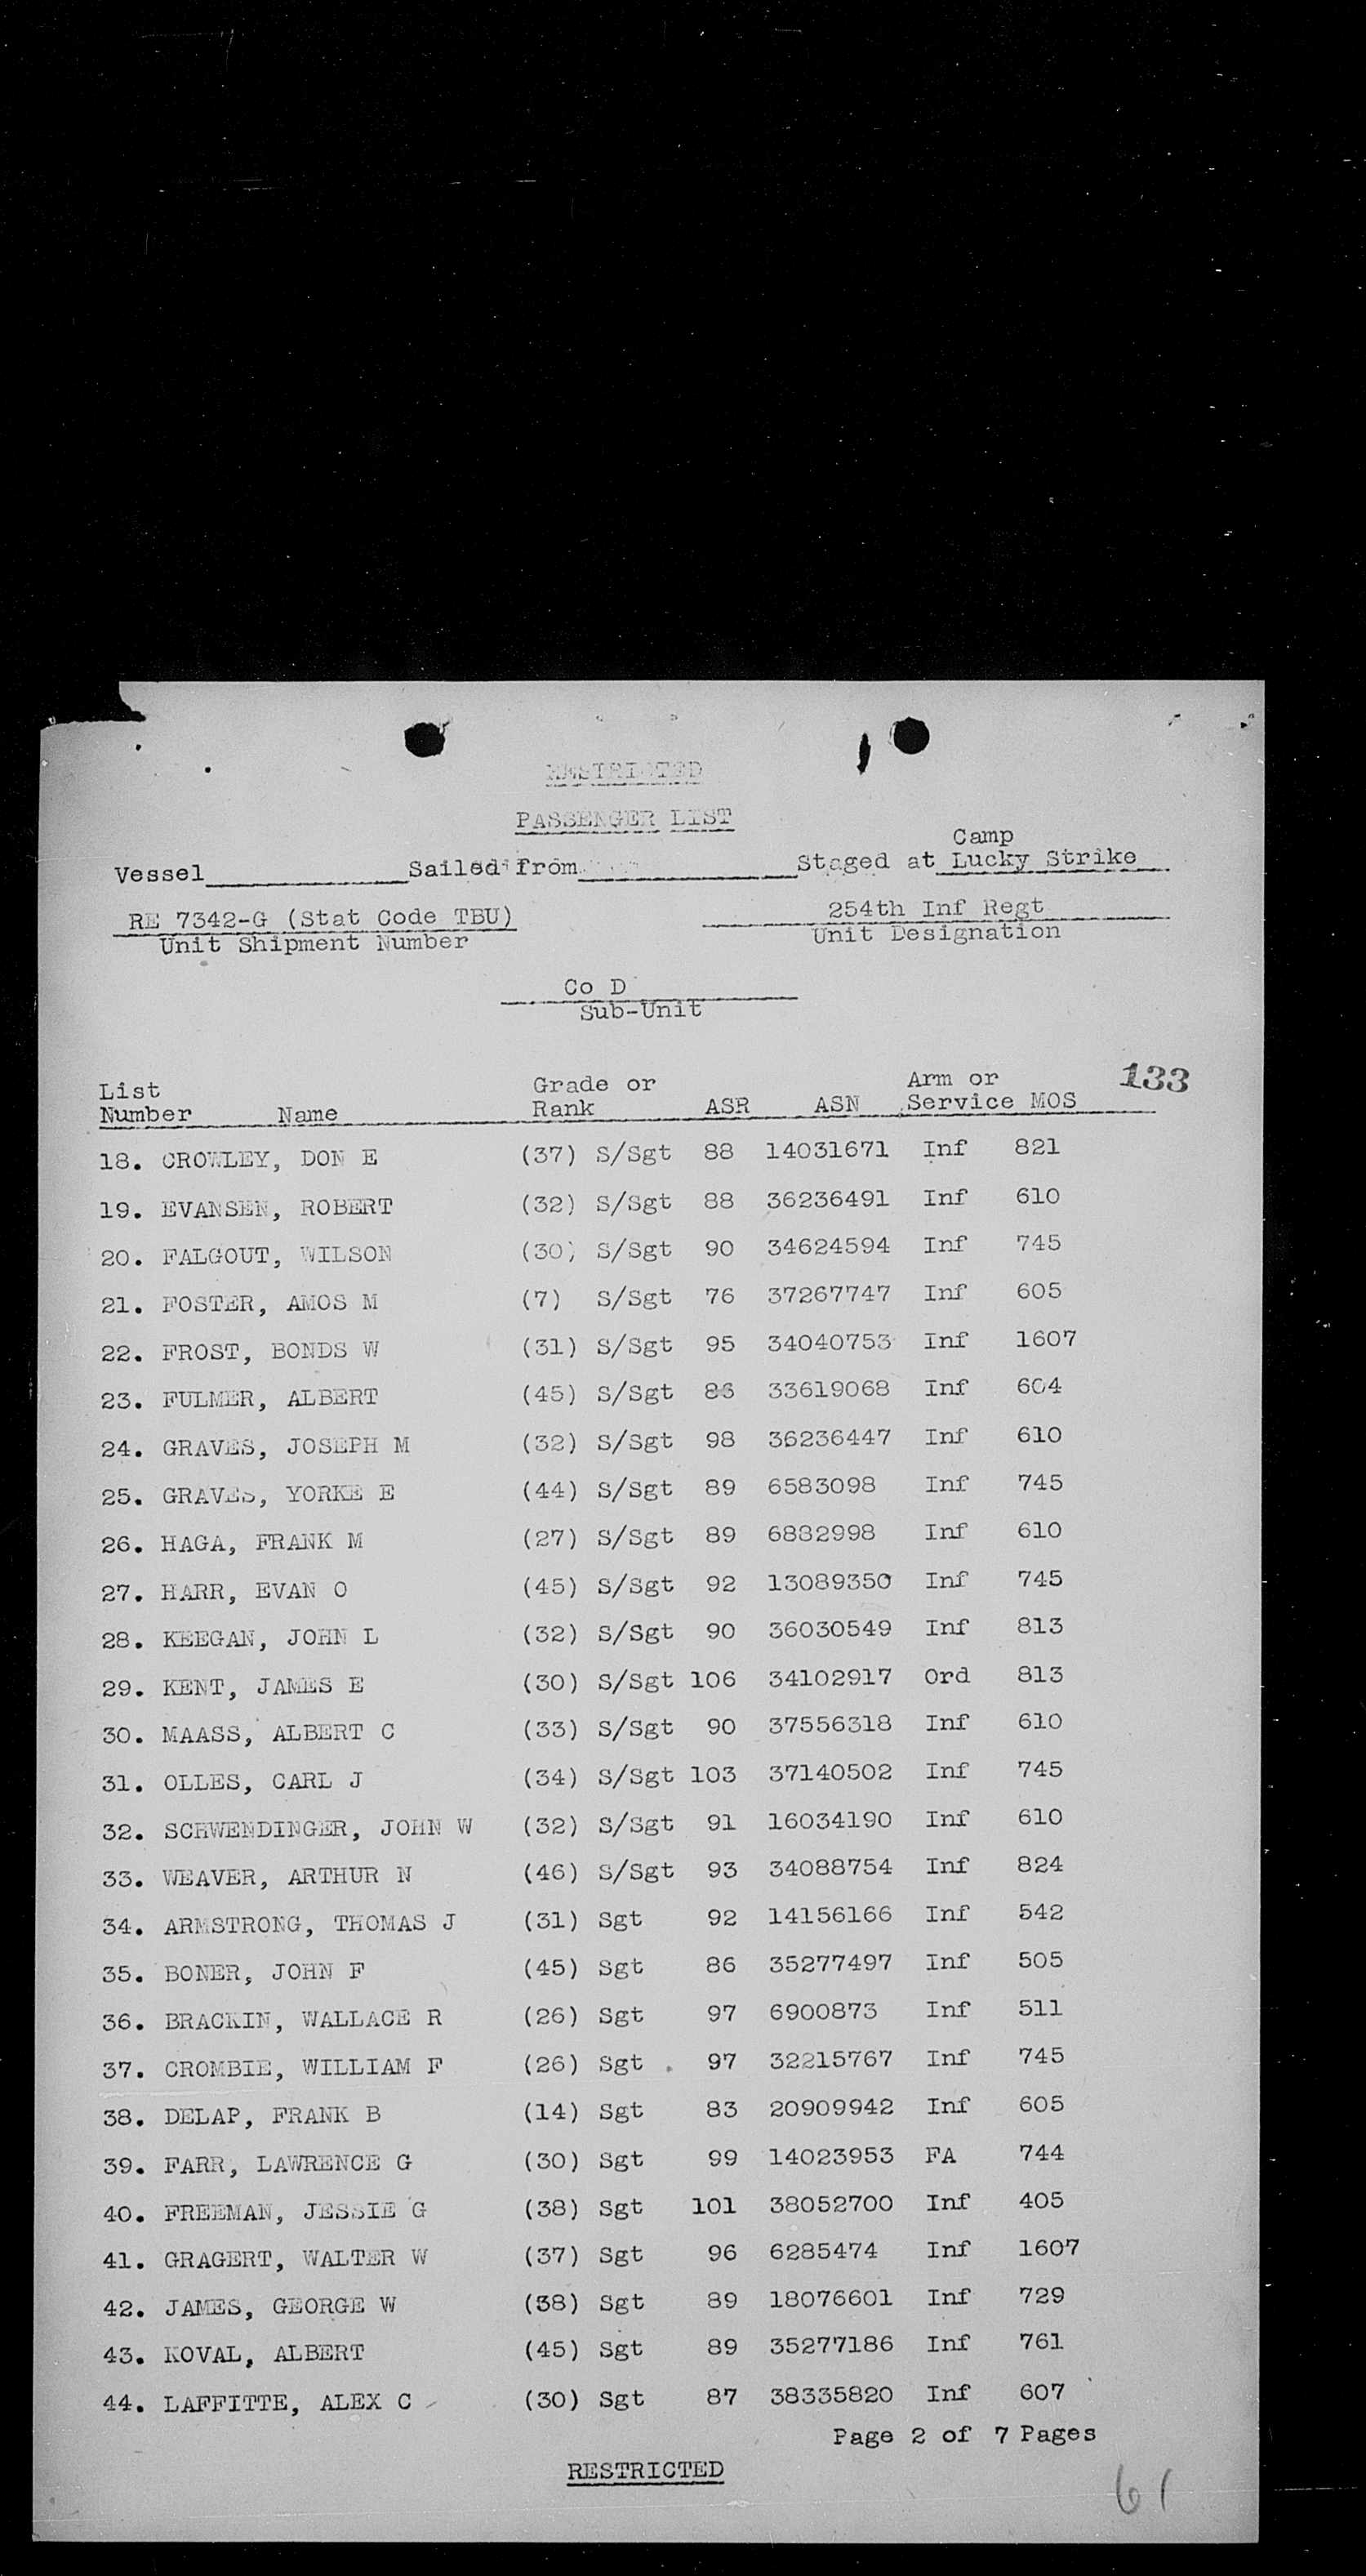 RESTRICTED
PASSENGER LIST
Camp
Vessel Sailed from Staged at Lucky Strike
RE 7342-G (Stat Code TBU) 254th Inf Regt
Unit Shipment Number Unit Designation
Co D
Sub-Unit
133
List Grade or Arm or
Number Name Rank ASR ASN Service MOS
18. CROWLEY, DON E (37) S/Sgt 88 14031671 Inf 821
19. EVANSEN, ROBERT (32) S/Sgt 88 36236491 Inf 610
20. FALGOUT, WILSON (30) S/Sgt 90 34624594 Inf 745
21. FOSTER, AMOS M (7) S/Sgt 76 37267747 Inf 605
22. FROST, BONDS W (31) S/Sgt 95 34040753 Inf 1607
23. FULMER, ALBERT (45) S/Sgt 33619068 Inf 604
24. GRAVES, JOSEPH M (32) S/Sgt 98 36236447 Inf 610
25. GRAVES, YORKE E (44) S/Sgt 89 6583098 Inf 745
26. HAGA, FRANK M (27) S/Sgt 89 6882998 Inf 610
27. HARR, EVAN O (45) S/Sgt 92 13089350 Inf 745
28. KEEGAN, JOHN L (32) S/Sgt 90 36030549 Inf 813
29. KENT, JAMES E (30) S/Sgt 106 34102917 Ord 813
30. MAASS, ALBERT C (33) S/Sgt 90 37556318 Inf 610
31. OLLES, CARL J (34) S/Sgt 103 37140502 Inf 745
32. SCHWENDINGER, JOHN W (32) S/Sgt 91 16034190 Inf 610
33. WEAVER, ARTHUR N (46) S/Sgt 93 34088754 Inf 824
34. ARMSTRONG, THOMAS J (31) Sgt 92 14156166 Inf 542
35. BONER, JOHN F (45) Sgt 86 35277497 Inf 505
36. BRACKIN, WALLACE R (26) Sgt 97 6900873 Inf 511
37. CROMBIE, WILLIAM F (26) Sgt 97 32215767 Inf 745
38. DELAP, FRANK B (14) Sgt 83 20909942 Inf 605
39. FARR, LAWRENCE G (30) Sgt 99 14023953 FA 744
40. FREEMAN, JESSIE G (38) Sgt 101 38052700 Inf 405
41. GRAGERT, WALTER W (37) Sgt 96 6285474 Inf 1607
42. JAMES, GEORGE W (38) Sgt 89 18076601 Inf 729
43. KOVAL, ALBERT (45) Sgt 89 35277186 Inf 761
44. LAFFITTE, ALEX C (30) Sgt 87 38335820 Inf 607
Page 2 of 7 Pages
RESTRICTED
61